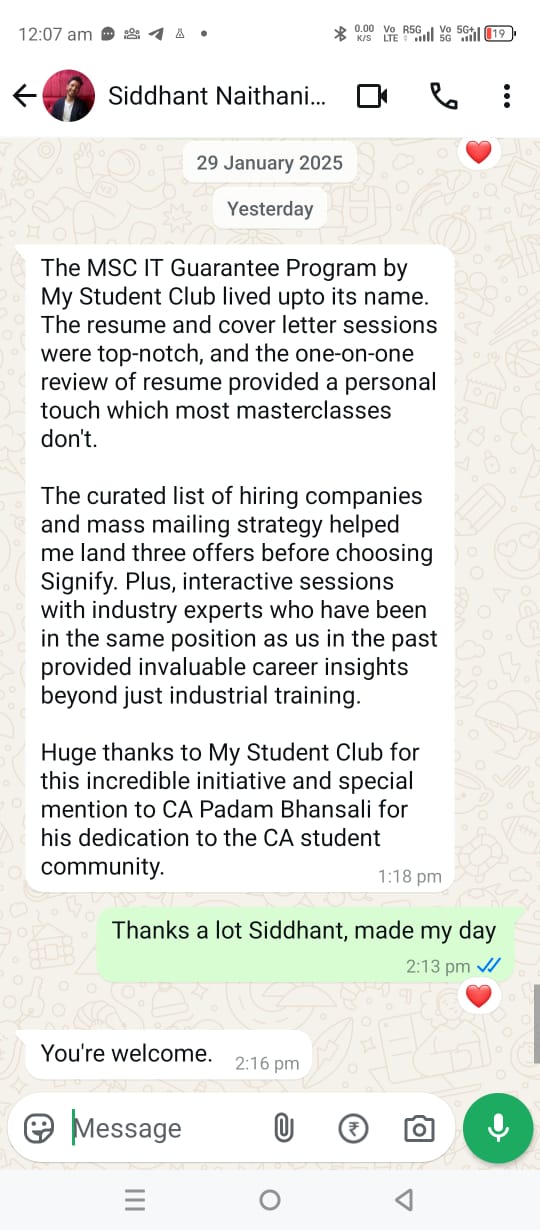 12:07 am
0.00 K/S Vo LTE R5G Vo 5G 5G+ 19
Siddhant Naithani...
29 January 2025
Yesterday
The MSC IT Guarantee Program by
My Student Club lived upto its name.
The resume and cover letter sessions
were top-notch, and the one-on-one
review of resume provided a personal
touch which most masterclasses
don't.
The curated list of hiring companies
and mass mailing strategy helped
me land three offers before choosing
Signify. Plus, interactive sessions
with industry experts who have been
in the same position as us in the past
provided invaluable career insights
beyond just industrial training.
Huge thanks to My Student Club for
this incredible initiative and special
mention to CA Padam Bhansali for
his dedication to the CA student
community.
1:18 pm
Thanks a lot Siddhant, made my day
2:13 pm
You're welcome.
2:16 pm
Message